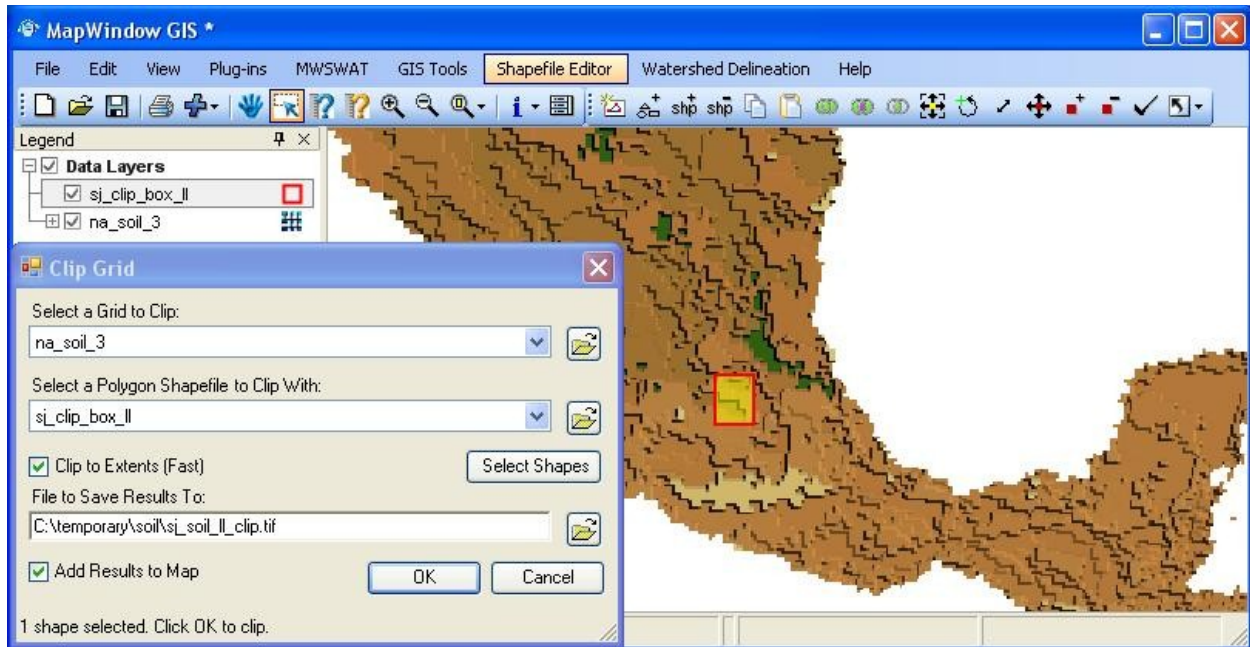 MapWindow GIS *
File Edit View Plug-ins MWSWAT GIS Tools Shapefile Editor Watershed Delineation Help
shp shp
Legend
Data Layers
sj_clip_box_ll
na_soil_3
Clip Grid
Select a Grid to Clip:
na_soil_3
Select a Polygon Shapefile to Clip With:
sj_clip_box_ll
Clip to Extents (Fast)
Select Shapes
File to Save Results To:
C:\temporary\soil\sj_soil_ll_clip.tif
Add Results to Map
OK
Cancel
1 shape selected. Click OK to clip.